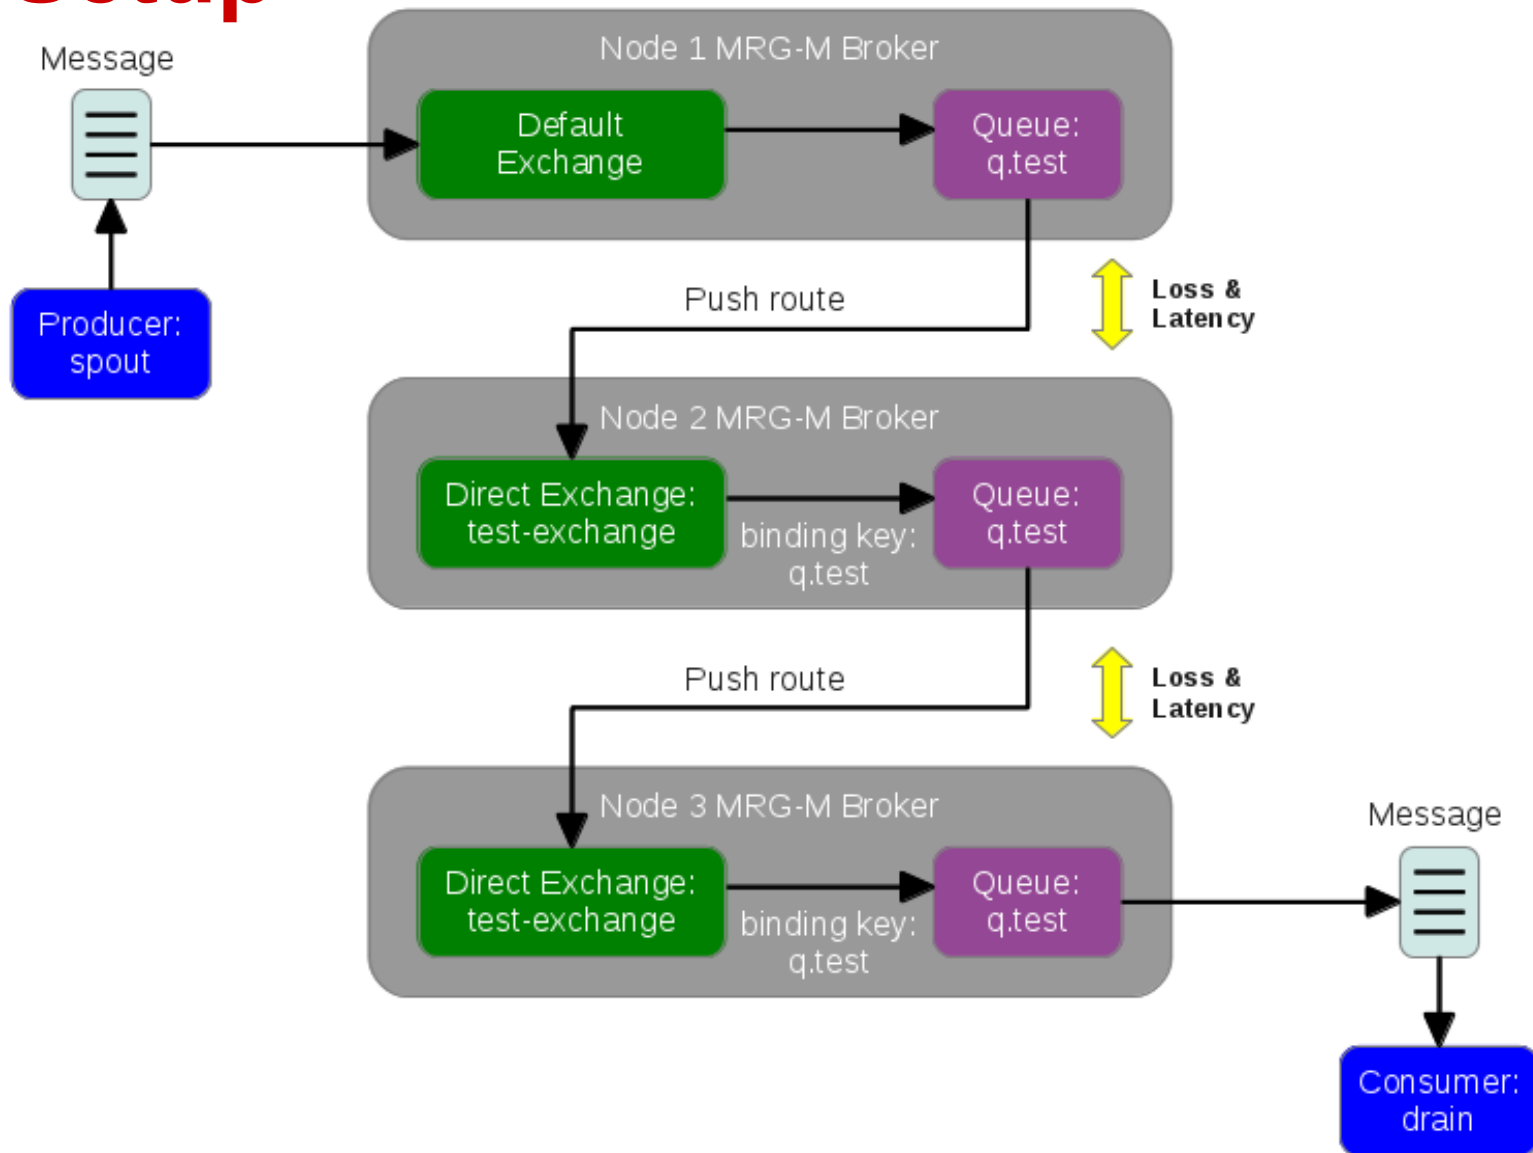 Setup
Message
Node 1 MRG-M Broker
Default
Exchange
Queue:
q.test
Producer:
spout
Push route
Loss &
Latency
Node 2 MRG-M Broker
Direct Exchange:
test-exchange
binding key:
q.test
Queue:
q.test
Push route
Loss &
Latency
Node 3 MRG-M Broker
Direct Exchange:
test-exchange
binding key:
q.test
Queue:
q.test
Message
Consumer:
drain